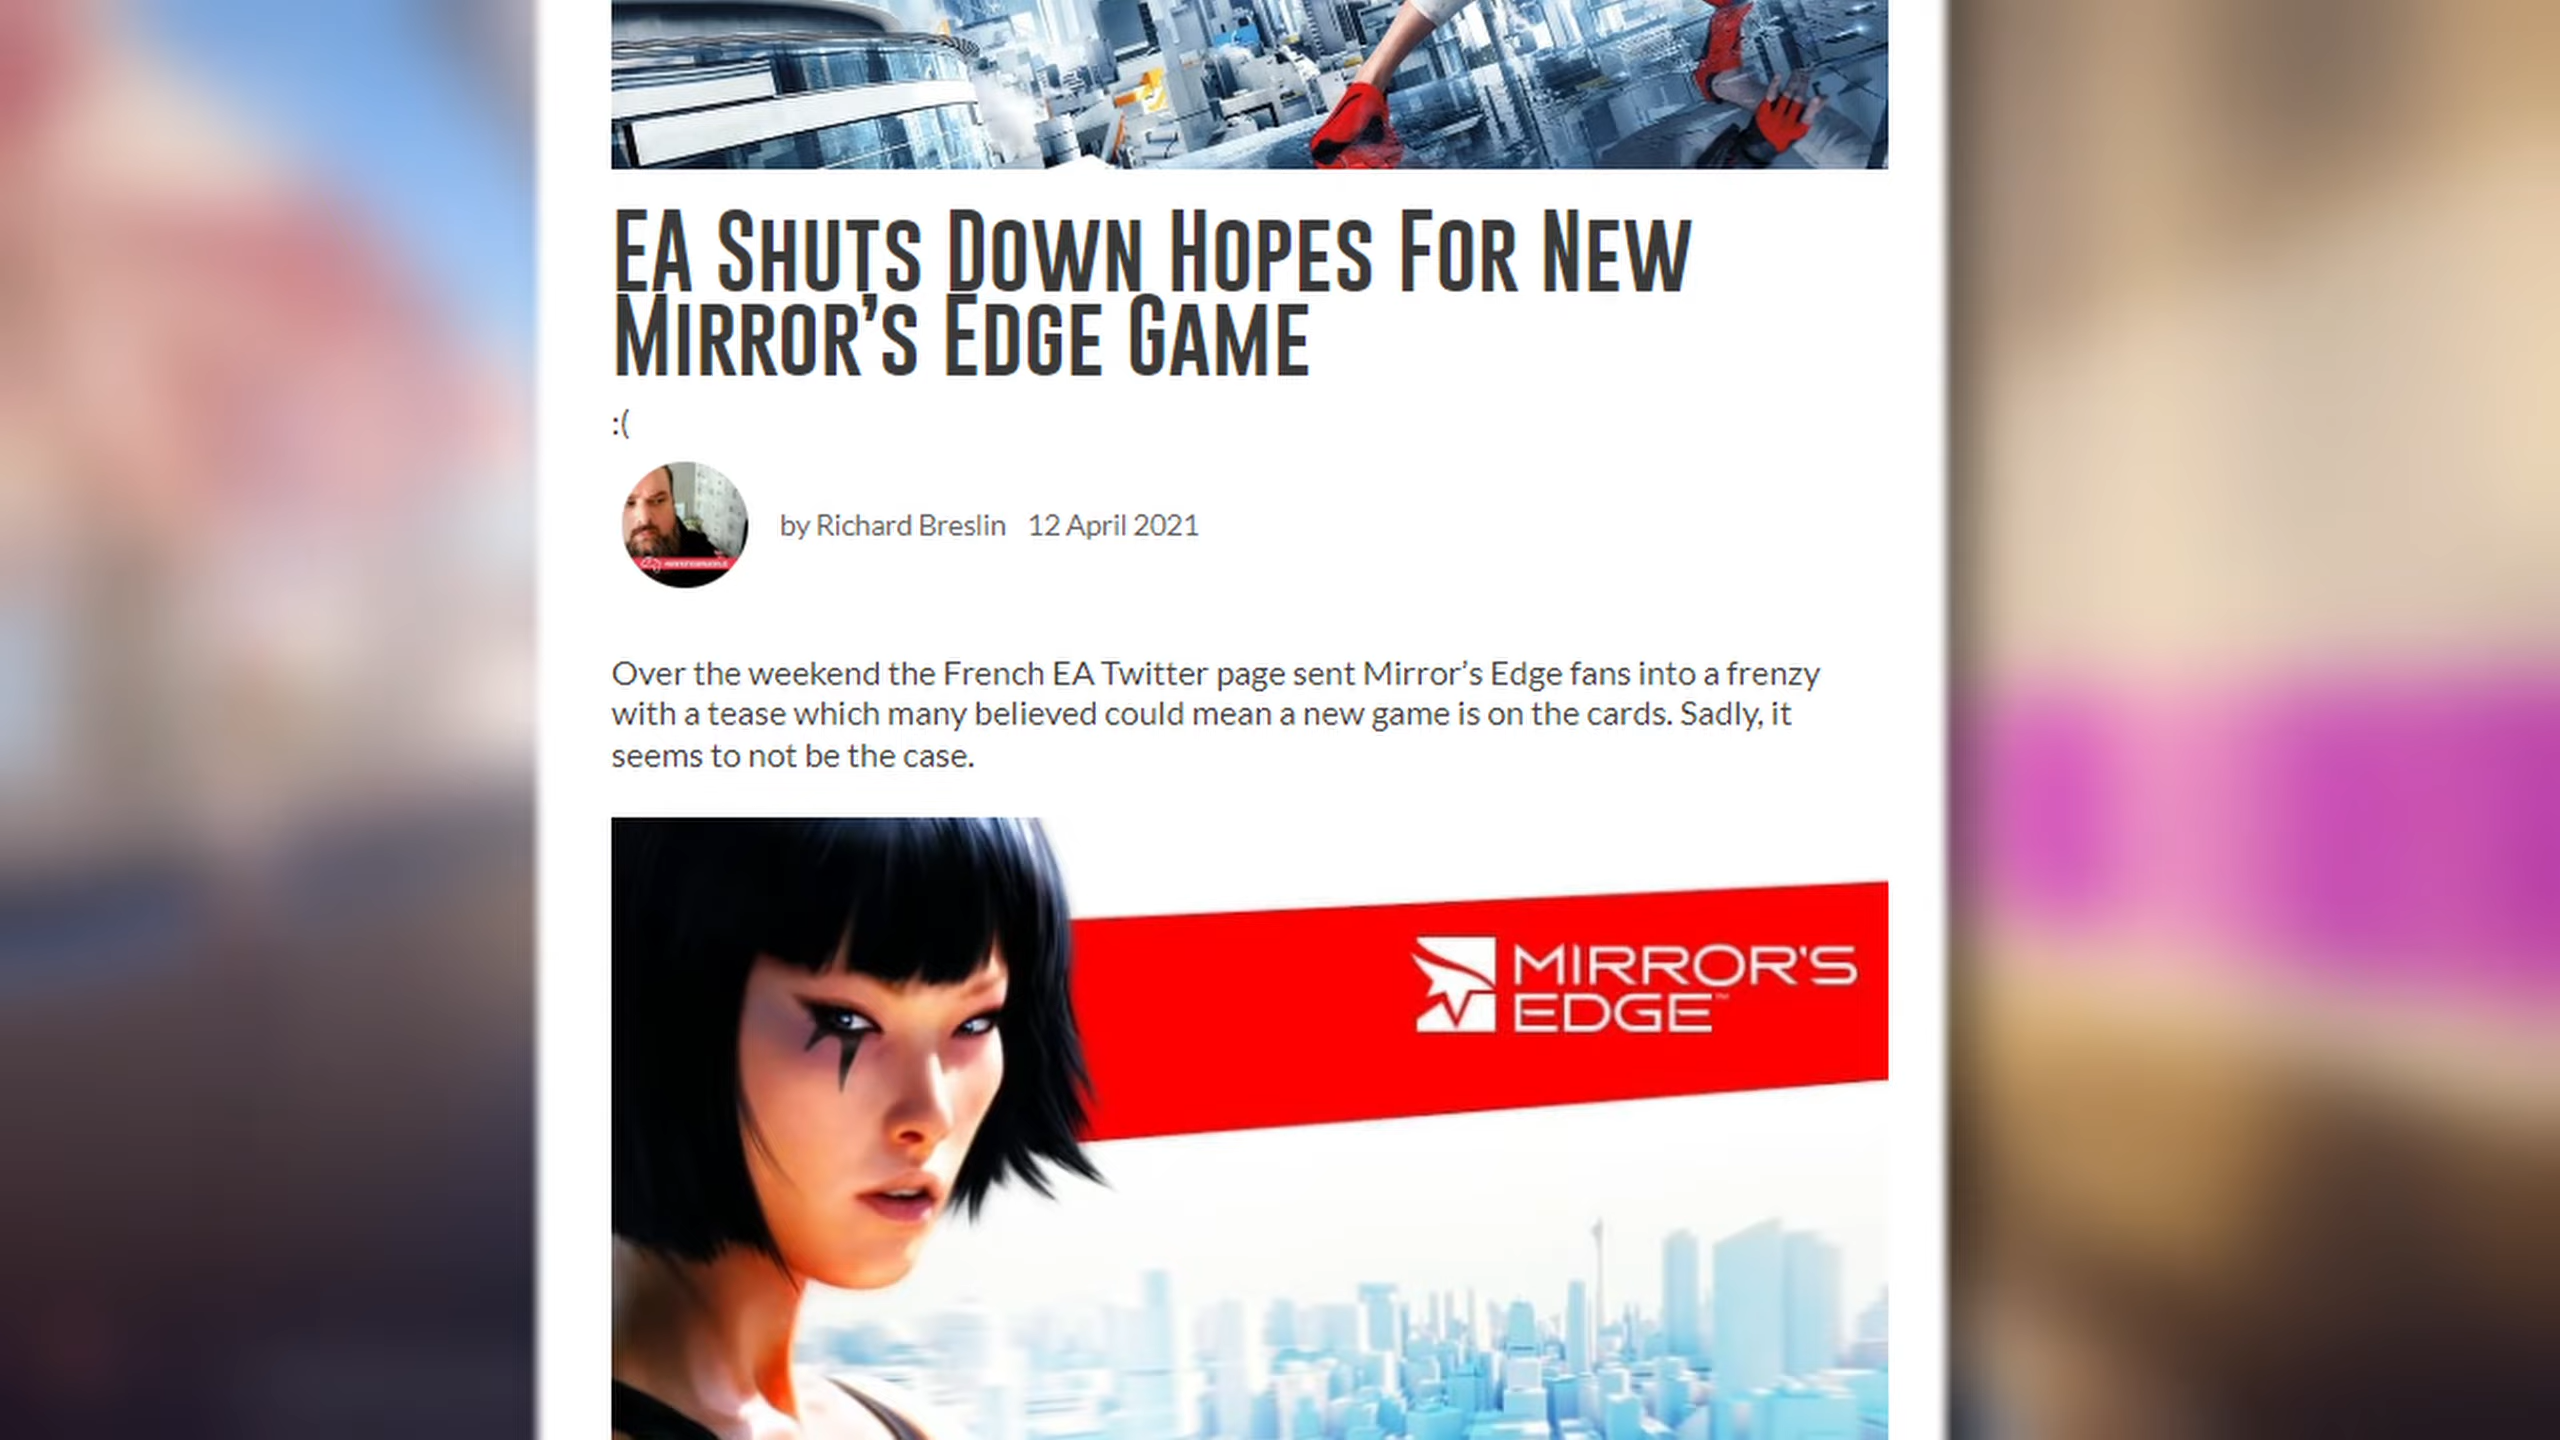 EA Shuts Down Hopes For New
Mirror's Edge Game
:(
by Richard Breslin 12 April 2021
Over the weekend the French EA Twitter page sent Mirror's Edge fans into a frenzy
with a tease which many believed could mean a new game is on the cards. Sadly, it
seems to not be the case.
MIRROR'S
EDGE™